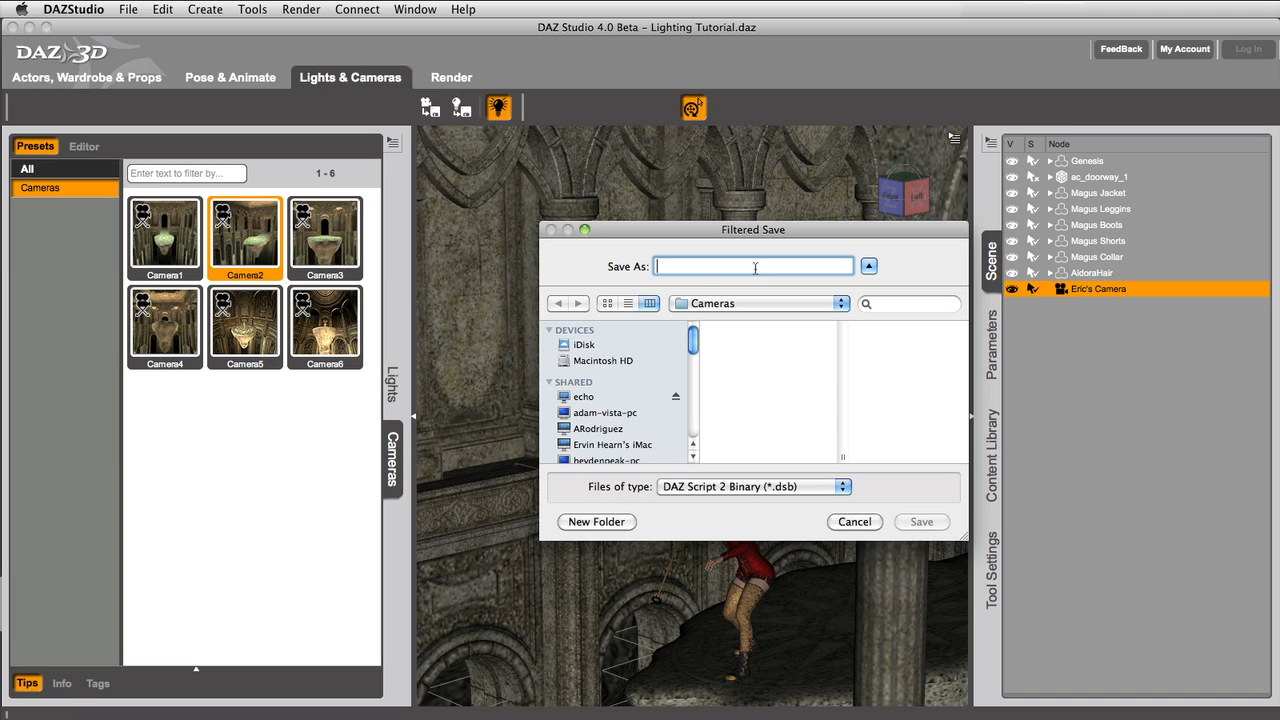 DAZStudio File Edit Create Tools Render Connect Window Help
DAZ Studio 4.0 Beta - Lighting Tutorial.daz
DAZ 3D
FeedBack My Account Log In
Actors, Wardrobe & Props Pose & Animate Lights & Cameras Render
Presets Editor
All
Cameras
Enter text to filter by... 1 - 6
Camera1 Camera2 Camera3
Camera4 Camera5 Camera6
Lights
Cameras
Tips Info Tags
Front Left
Filtered Save
Save As:
Cameras
DEVICES
iDisk
Macintosh HD
SHARED
echo
adam-vista-pc
ARodriguez
Ervin Hearn's iMac
heydenpeak-pc
Files of type: DAZ Script 2 Binary (*.dsb)
New Folder Cancel Save
Scene
Parameters
Content Library
Tool Settings
V S Node
Genesis
ac_doorway_1
Magus Jacket
Magus Leggins
Magus Boots
Magus Shorts
Magus Collar
AldoraHair
Eric's Camera